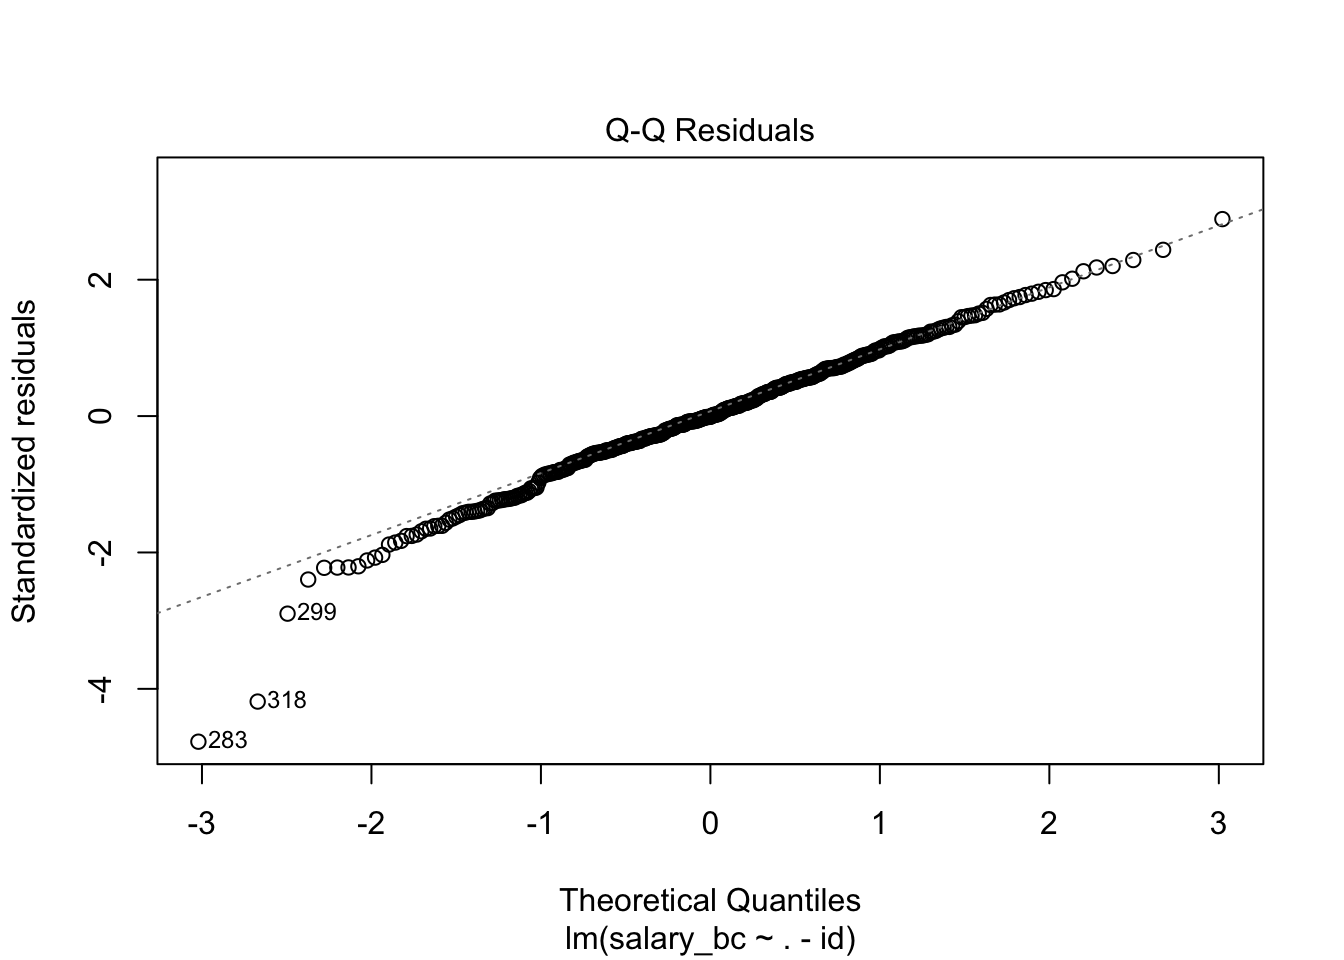 Q-Q Residuals
Standardized residuals
2
0
-2
-4
299
318
283
-3 -2 -1 0 1 2 3
Theoretical Quantiles
lm(salary_bc ~ . - id)